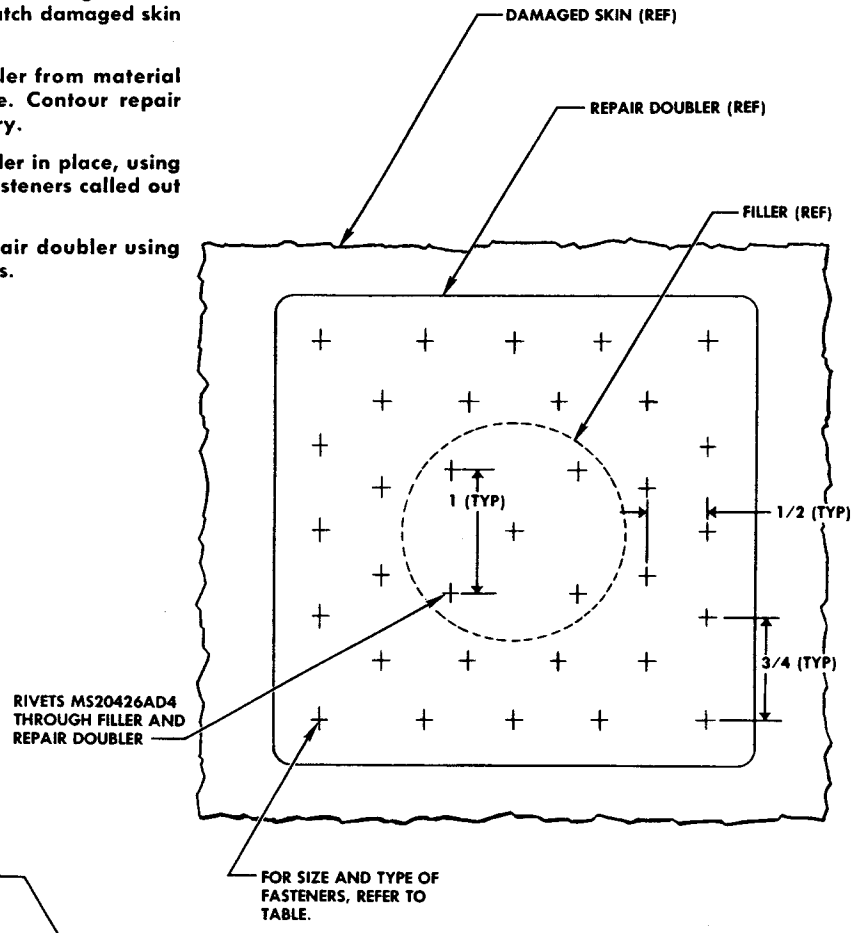 atch damaged skin
ler from material
e. Contour repair
ry.
ler in place, using
steners called out
air doubler using
s.
DAMAGED SKIN (REF)
REPAIR DOUBLER (REF)
FILLER (REF)
1 (TYP)
1/2 (TYP)
3/4 (TYP)
RIVETS MS20426AD4
THROUGH FILLER AND
REPAIR DOUBLER
FOR SIZE AND TYPE OF
FASTENERS, REFER TO
TABLE.